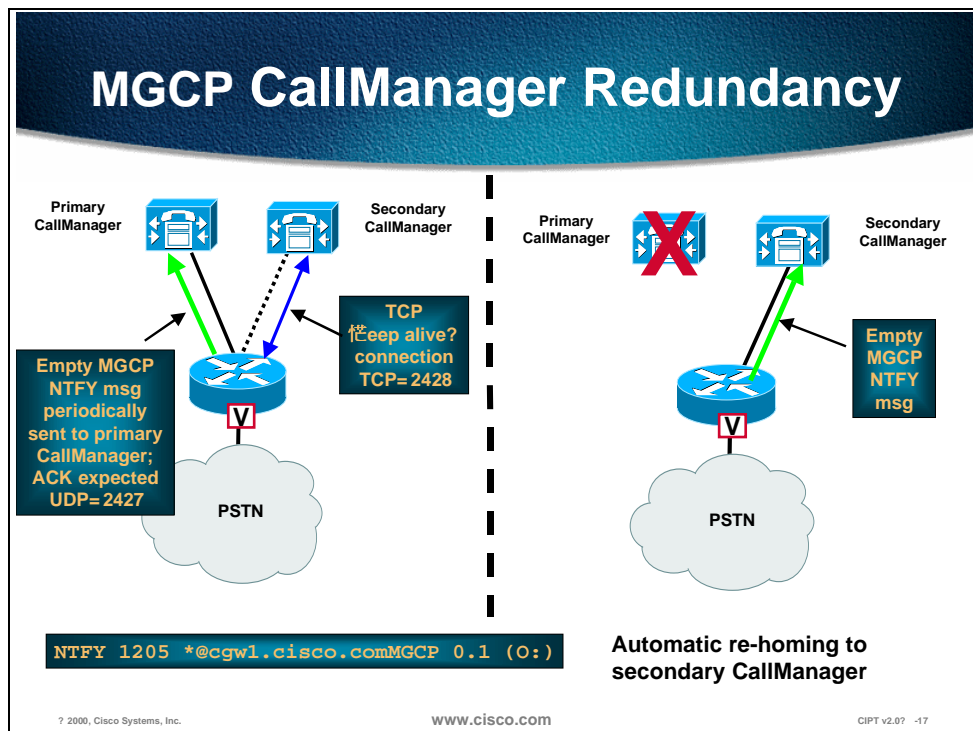 MGCP CallManager Redundancy
Primary
CallManager
Secondary
CallManager
Empty MGCP
NTFY msg
periodically
sent to primary
CallManager;
ACK expected
UDP= 2427
TCP
恾eep alive?
connection
TCP= 2428
V
PSTN
Primary
CallManager
X
Secondary
CallManager
Empty
MGCP
NTFY
msg
V
PSTN
NTFY 1205 *@cgw1.cisco.comMGCP 0.1 (O:)
Automatic re-homing to
secondary CallManager
? 2000, Cisco Systems, Inc.
www.cisco.com
CIPT v2.0? -17